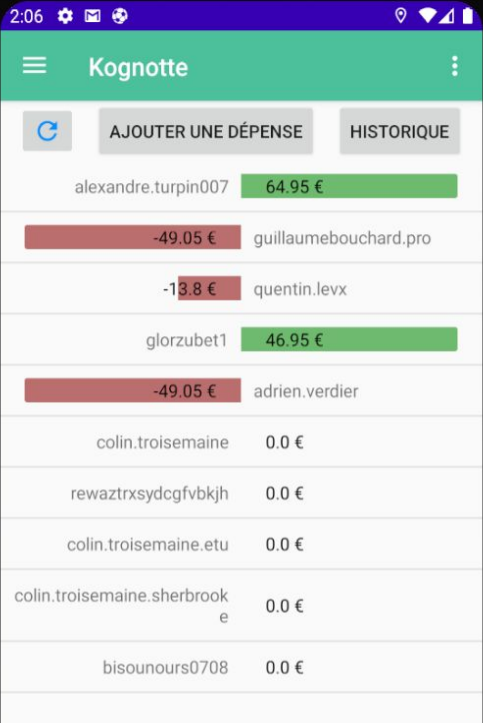 2:06
Kognotte
AJOUTER UNE DÉPENSE HISTORIQUE
alexandre.turpin007 64.95 €
-49.05 € guillaumebouchard.pro
-13.8 € quentin.levx
glorzubet1 46.95 €
-49.05 € adrien.verdier
colin.troisemaine 0.0 €
rewaztrxsydcgfvbkjh 0.0 €
colin.troisemaine.etu 0.0 €
colin.troisemaine.sherbrook
e 0.0 €
bisounours0708 0.0 €